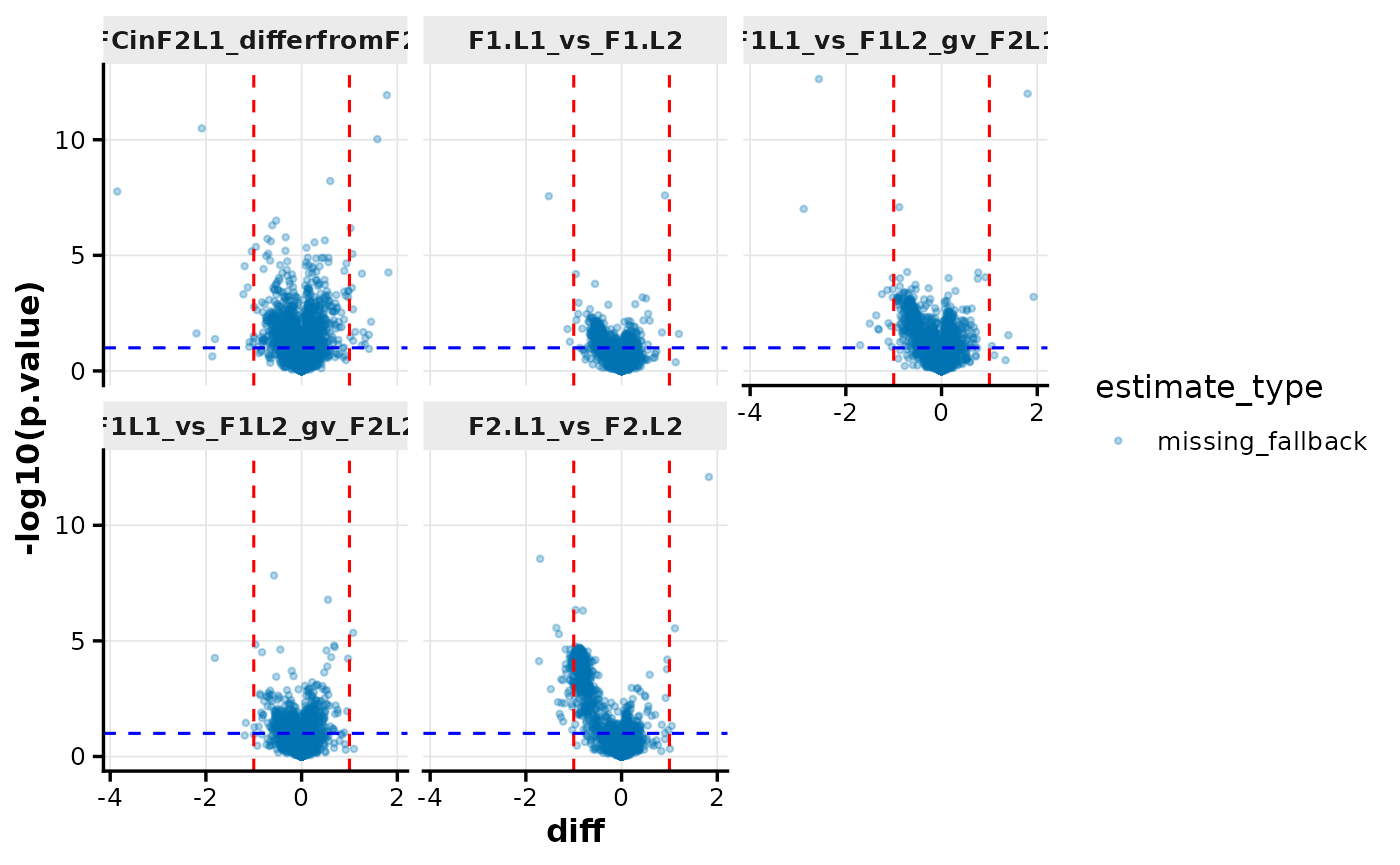 FCinF2L1_differfromF2
F1.L1_vs_F1.L2
F1L1_vs_F1L2_gv_F2L1
10
5
0
-4 -2 0 2
F1L1_vs_F1L2_gv_F2L2
F2.L1_vs_F2.L2
10
5
0
-4 -2 0 2
-4 -2 0 2
diff
-log10(p.value)
estimate_type
missing_fallback